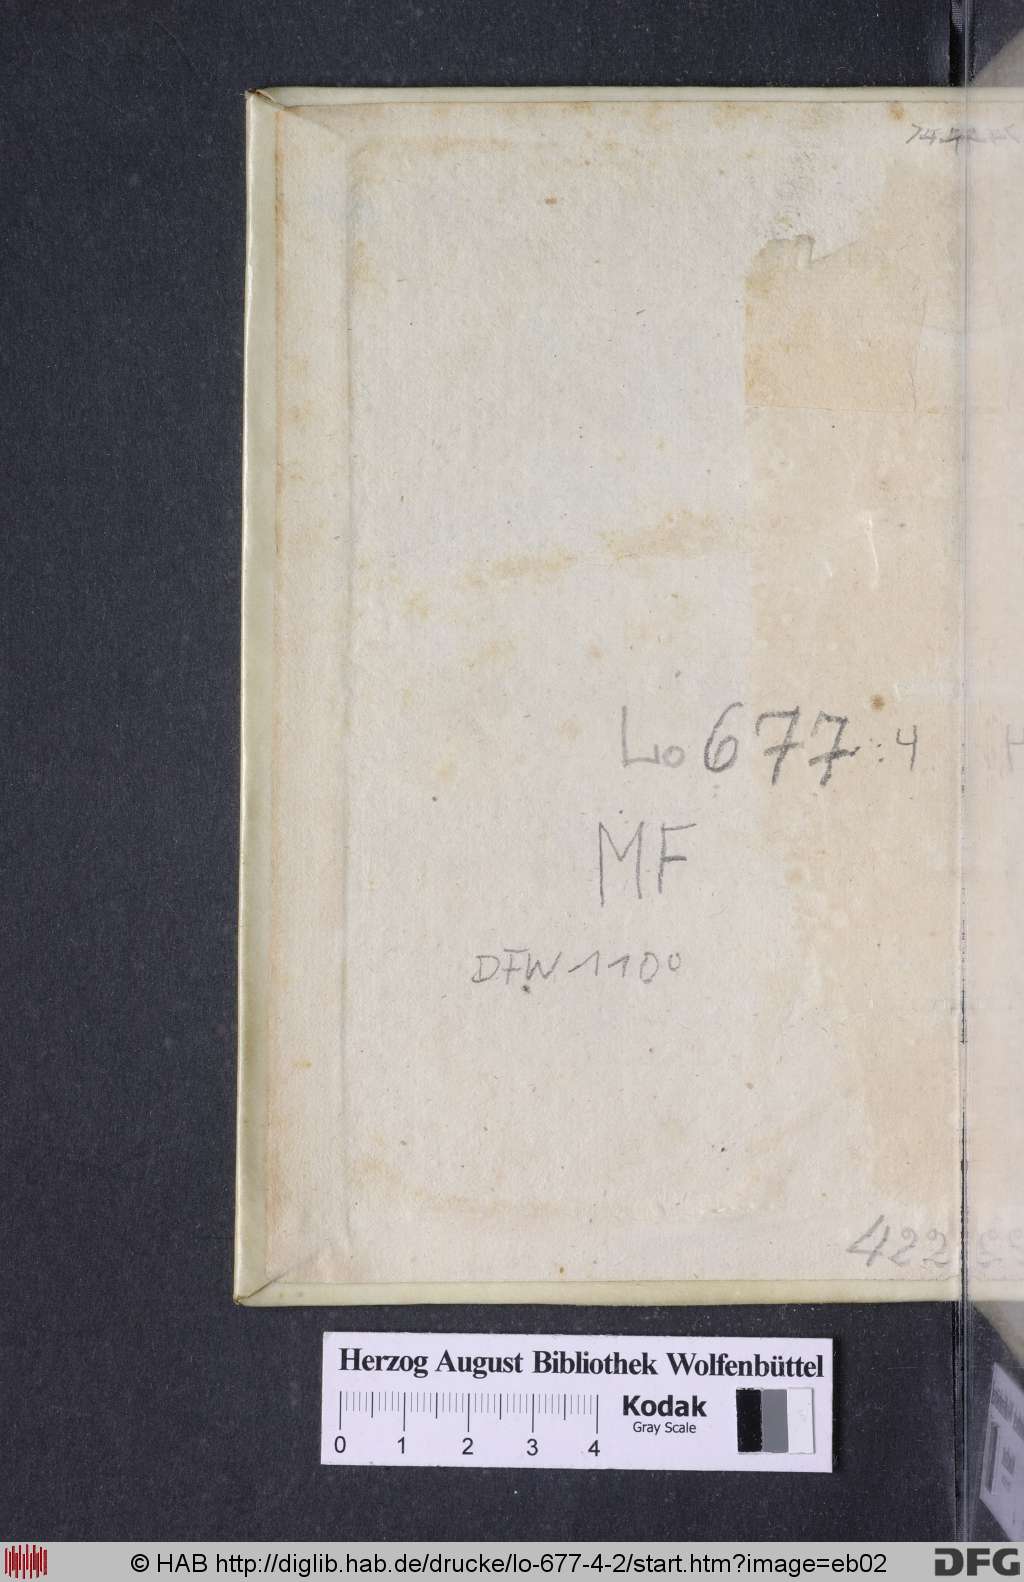 Lo 677:4
MF
DFW 1100
422
Herzog August Bibliothek Wolfenbüttel
0 1 2 3 4
Kodak
Gray Scale
© HAB http://diglib.hab.de/drucke/lo-677-4-2/start.htm?image=eb02
DFG